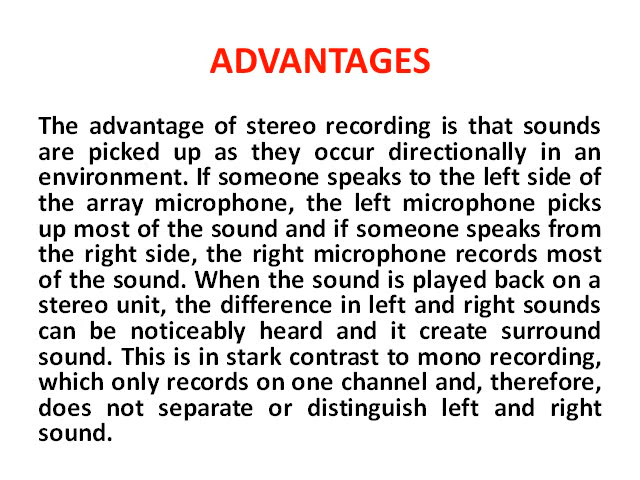 ADVANTAGES
The advantage of stereo recording is that sounds
are picked up as they occur directionally in an
environment. If someone speaks to the left side of
the array microphone, the left microphone picks
up most of the sound and if someone speaks from
the right side, the right microphone records most
of the sound. When the sound is played back on a
stereo unit, the difference in left and right sounds
can be noticeably heard and it create surround
sound. This is in stark contrast to mono recording,
which only records on one channel and, therefore,
does not separate or distinguish left and right
sound.